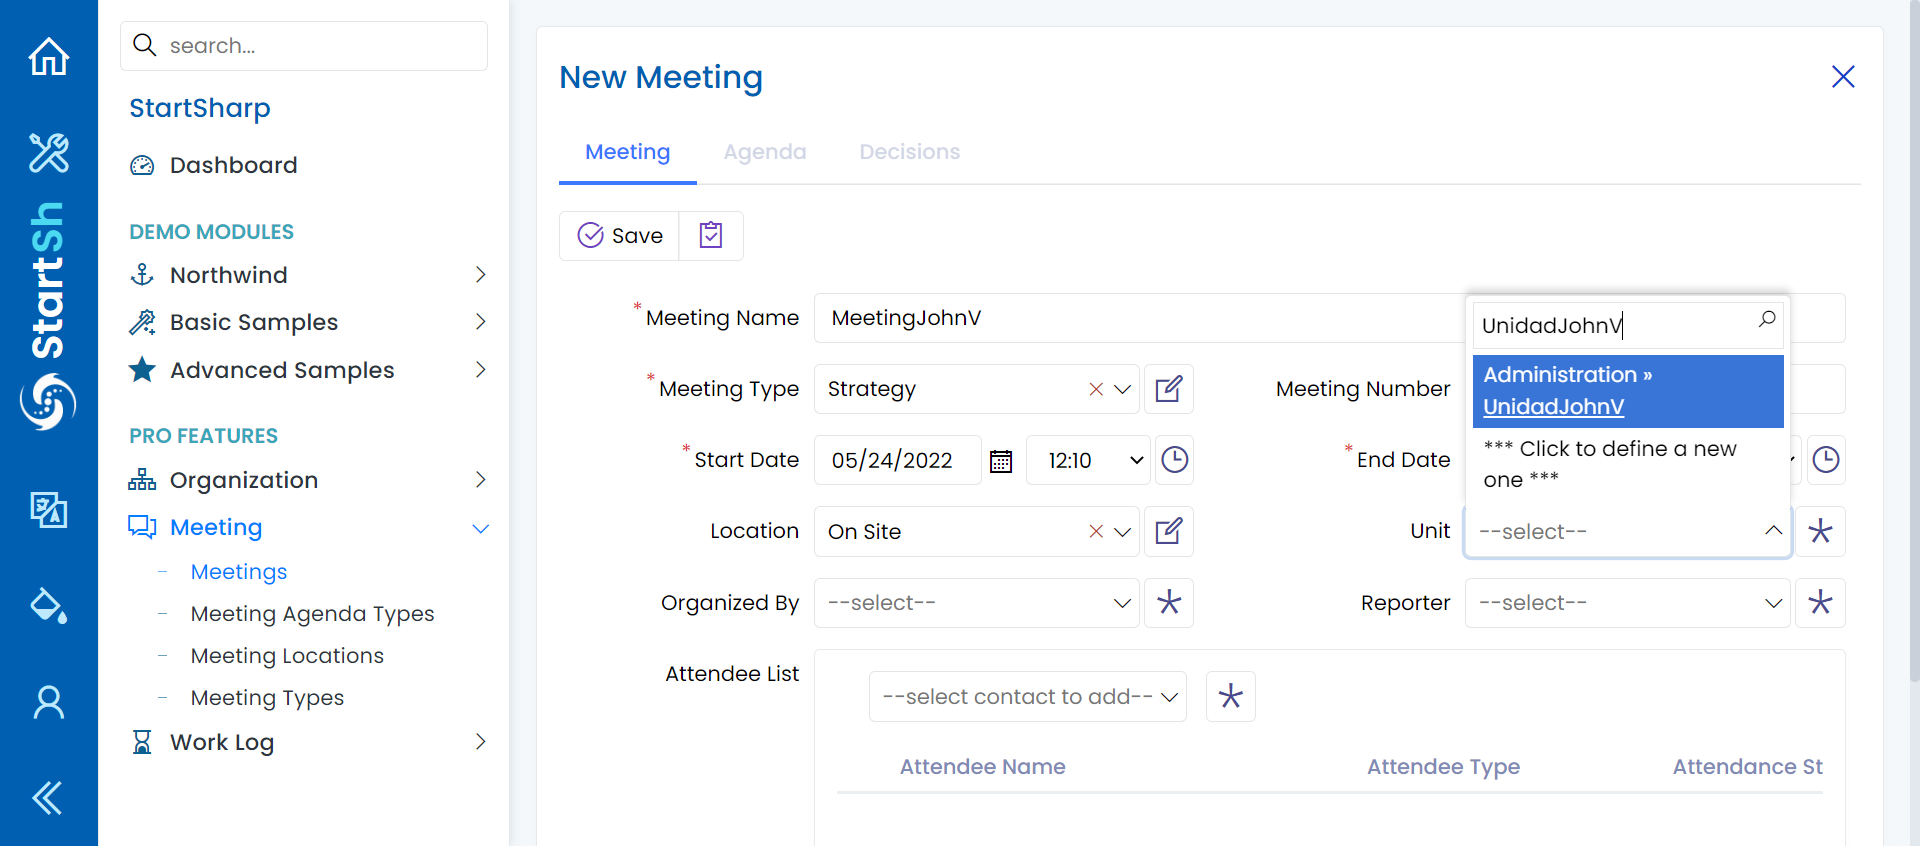 search...
StartSharp
Dashboard
DEMO MODULES
Northwind
Basic Samples
Advanced Samples
PRO FEATURES
Organization
Meeting
Meetings
Meeting Agenda Types
Meeting Locations
Meeting Types
Work Log
StartSh
New Meeting
Meeting Agenda Decisions
Save
*Meeting Name MeetingJohnV
*Meeting Type Strategy Meeting Number
*Start Date 05/24/2022 12:10 *End Date
UnidadJohnV
Administration »
UnidadJohnV
*** Click to define a new
one ***
Location On Site Unit --select--
Organized By --select-- Reporter --select--
Attendee List
--select contact to add--
Attendee Name Attendee Type Attendance St